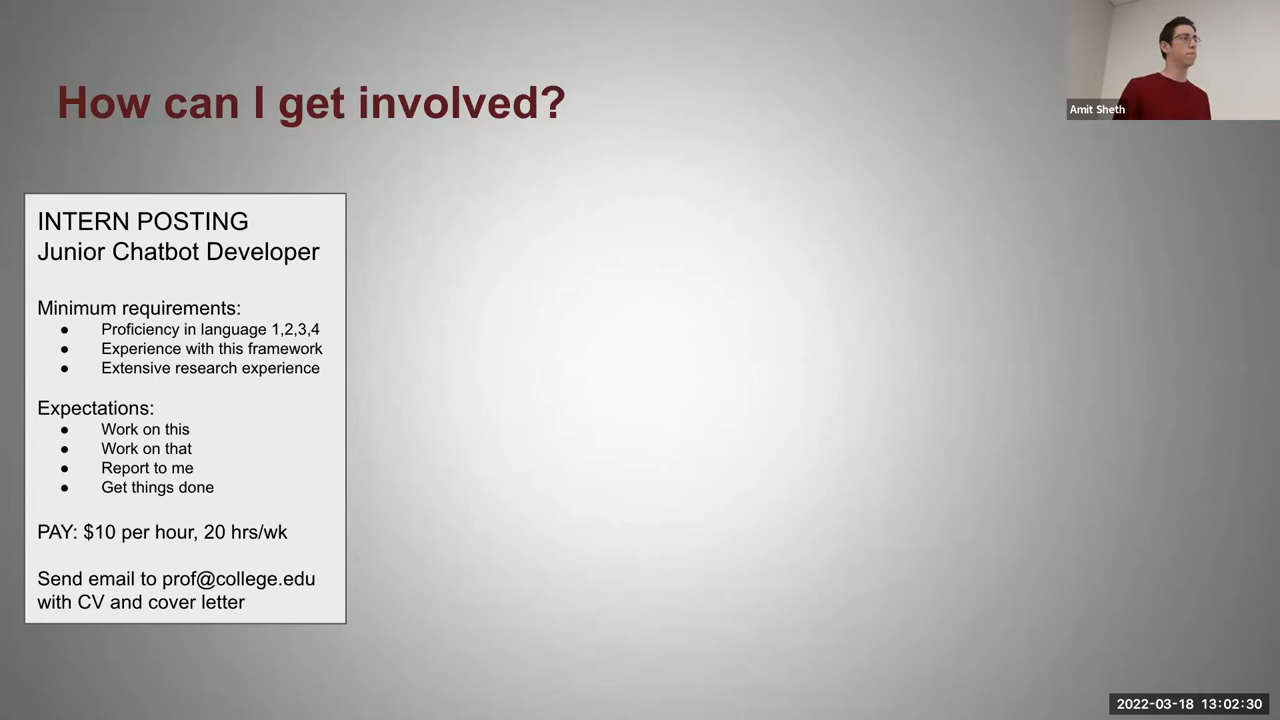 How can I get involved?
Amit Sheth
INTERN POSTING
Junior Chatbot Developer
Minimum requirements:
● Proficiency in language 1,2,3,4
● Experience with this framework
● Extensive research experience
Expectations:
● Work on this
● Work on that
● Report to me
● Get things done
PAY: $10 per hour, 20 hrs/wk
Send email to prof@college.edu
with CV and cover letter
2022-03-18 13:02:30